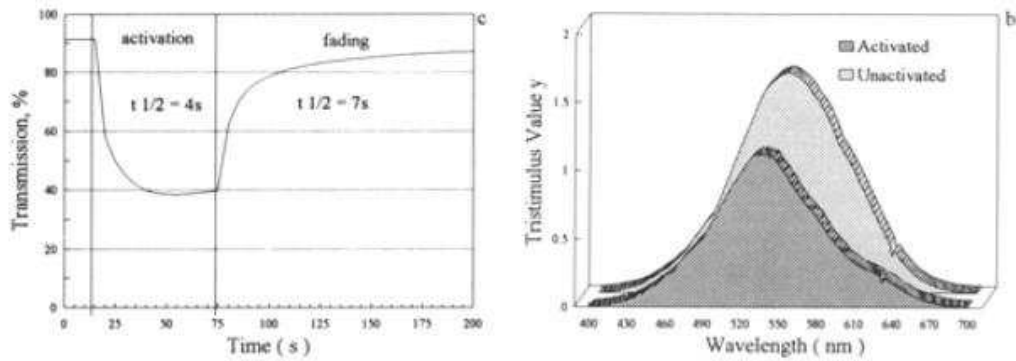 c
100
80
60
40
20
0
Transmission, %
activation
fading
t 1/2 = 4s
t 1/2 = 7s
0 25 50 75 100 125 150 175 200
Time ( s )
b
2
1.5
1
0.5
0
Tristimulus Value y
Activated
Unactivated
400 430 460 490 520 550 580 610 640 670 700
Wavelength ( nm )